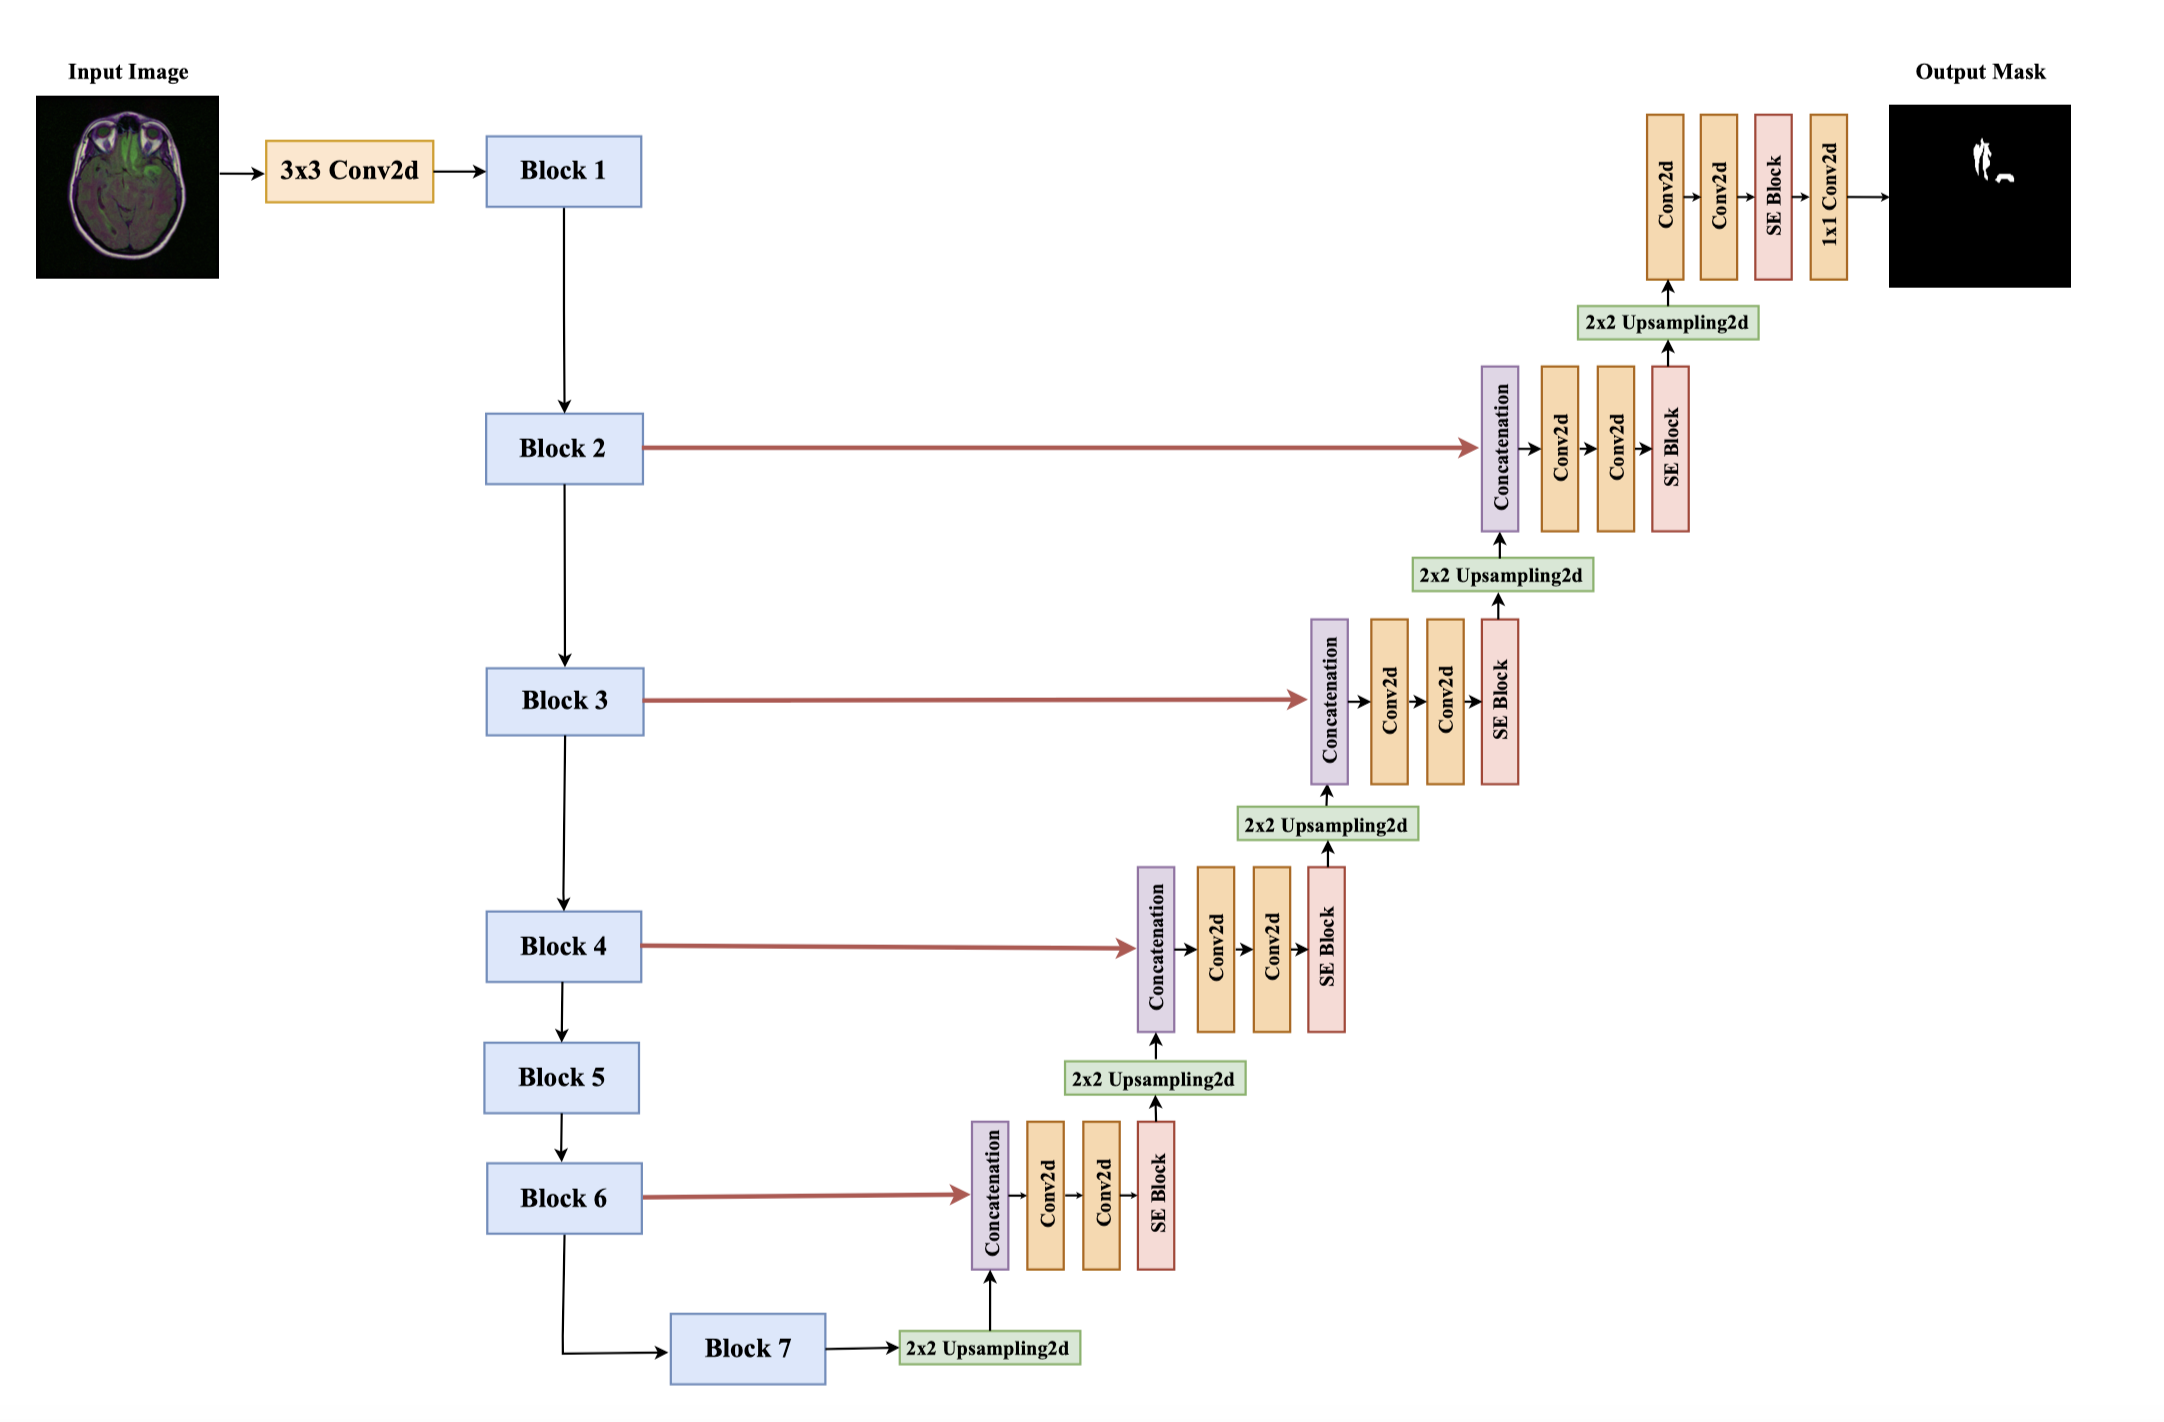 Input Image
Output Mask
3x3 Conv2d
Block 1
Conv2d
Conv2d
SE Block
1x1 Conv2d
2x2 Upsampling2d
Block 2
Concatenation
Conv2d
Conv2d
SE Block
2x2 Upsampling2d
Block 3
Concatenation
Conv2d
Conv2d
SE Block
2x2 Upsampling2d
Block 4
Concatenation
Conv2d
Conv2d
SE Block
Block 5
2x2 Upsampling2d
Block 6
Concatenation
Conv2d
Conv2d
SE Block
Block 7
2x2 Upsampling2d